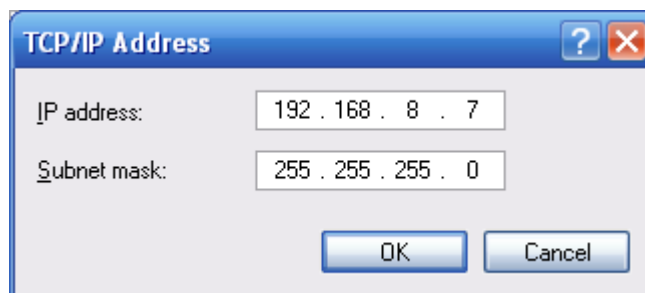 TCP/IP Address
IP address: 192 . 168 . 8 . 7
Subnet mask: 255 . 255 . 255 . 0
OK Cancel